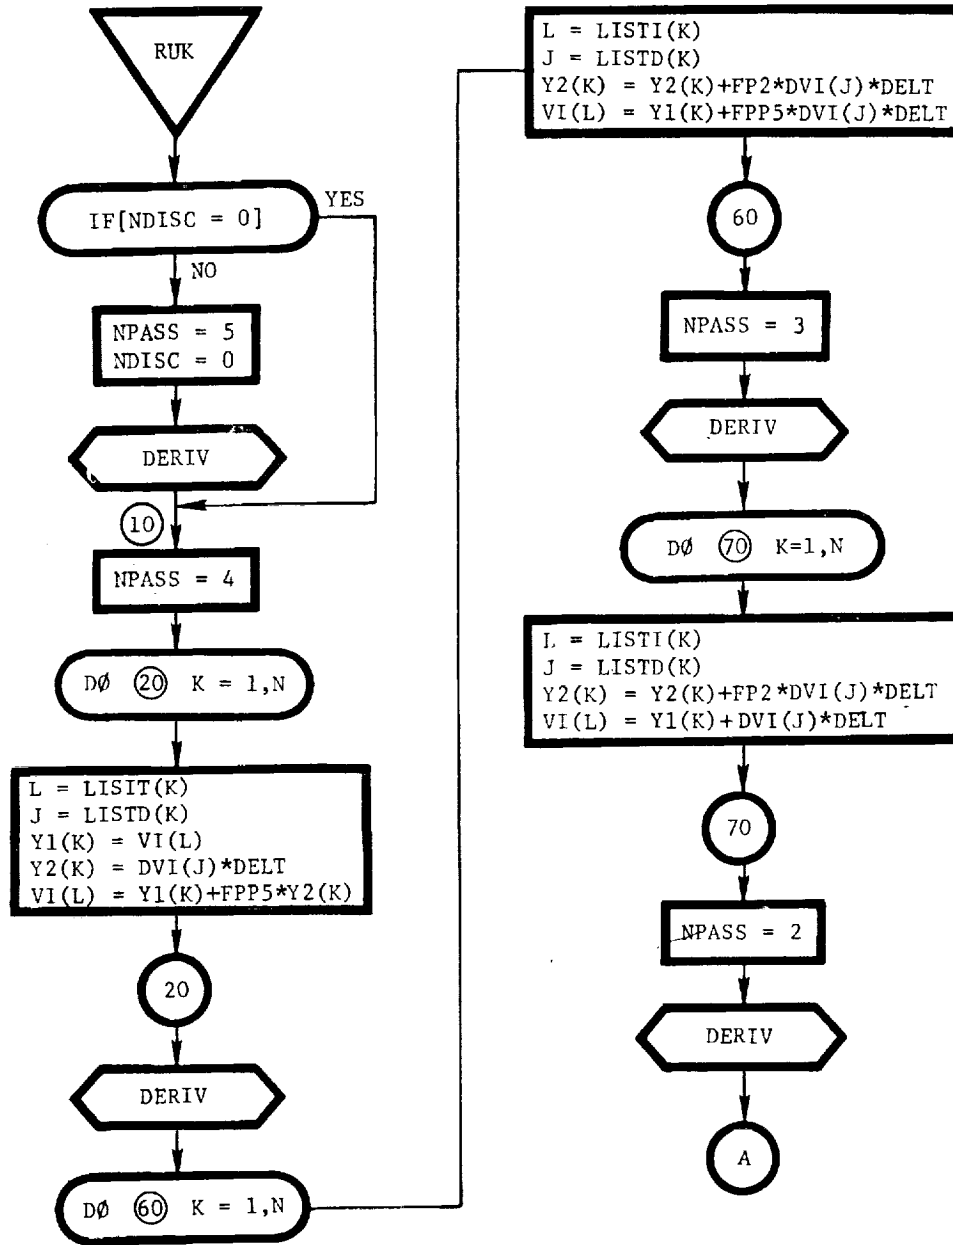 RUK
IF[NDISC = 0]
YES
NO
NPASS = 5
NDISC = 0
DERIV
10
NPASS = 4
DØ 20 K = 1,N
L = LISIT(K)
J = LISTD(K)
Y1(K) = VI(L)
Y2(K) = DVI(J)*DELT
VI(L) = Y1(K)+FPP5*Y2(K)
20
DERIV
DØ 60 K = 1,N
L = LISTI(K)
J = LISTD(K)
Y2(K) = Y2(K)+FP2*DVI(J)*DELT
VI(L) = Y1(K)+FPP5*DVI(J)*DELT
60
NPASS = 3
DERIV
DØ 70 K=1,N
L = LISTI(K)
J = LISTD(K)
Y2(K) = Y2(K)+FP2*DVI(J)*DELT
VI(L) = Y1(K)+DVI(J)*DELT
70
NPASS = 2
DERIV
A